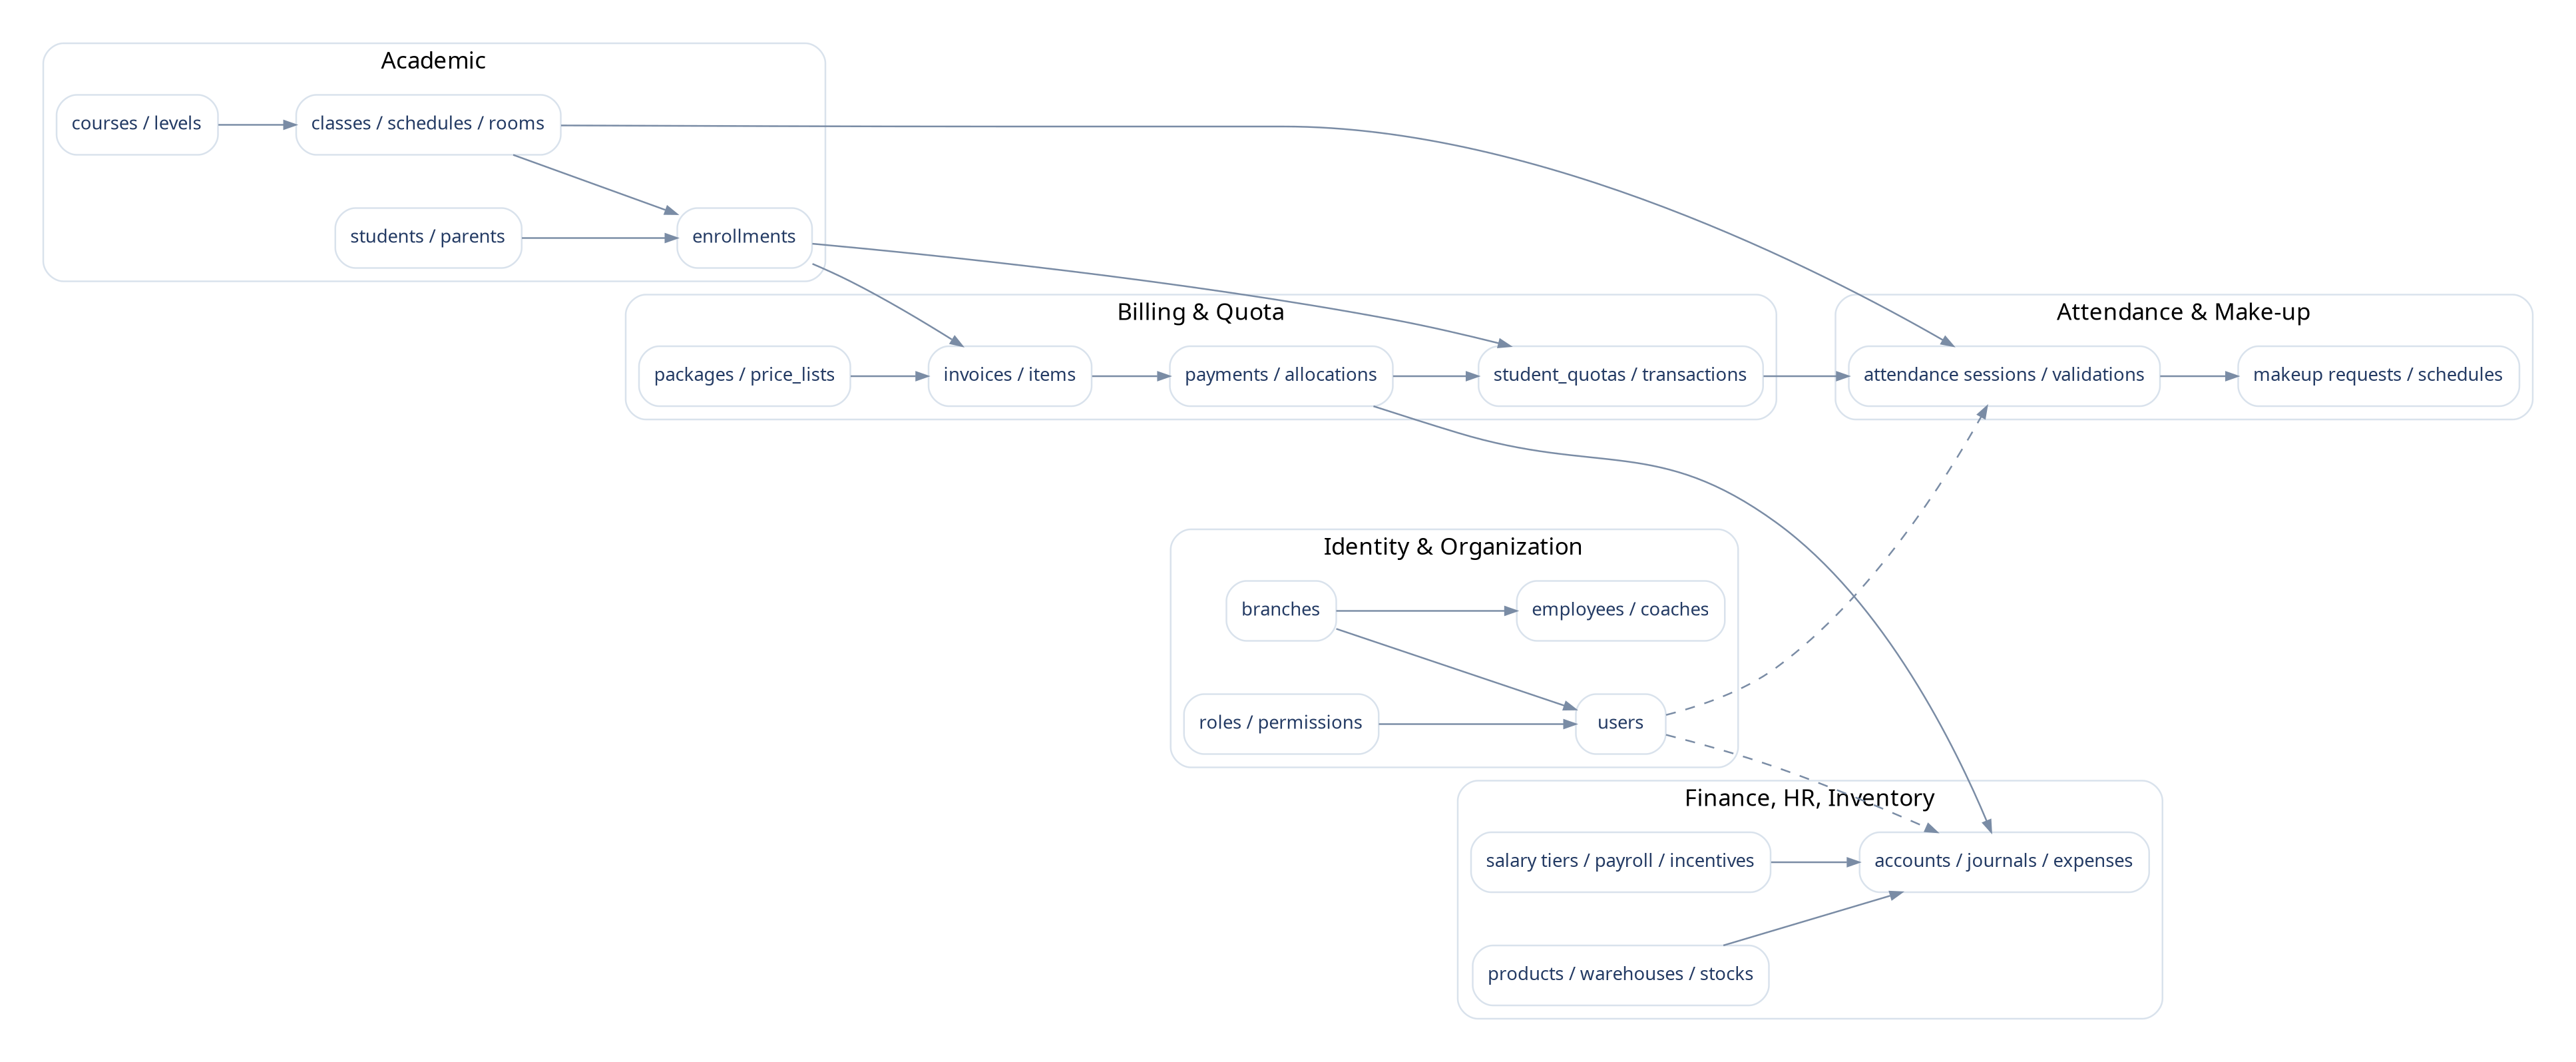 Academic
courses / levels
classes / schedules / rooms
students / parents
enrollments
Billing & Quota
packages / price_lists
invoices / items
payments / allocations
student_quotas / transactions
Attendance & Make-up
attendance sessions / validations
makeup requests / schedules
Identity & Organization
branches
employees / coaches
roles / permissions
users
Finance, HR, Inventory
salary tiers / payroll / incentives
accounts / journals / expenses
products / warehouses / stocks